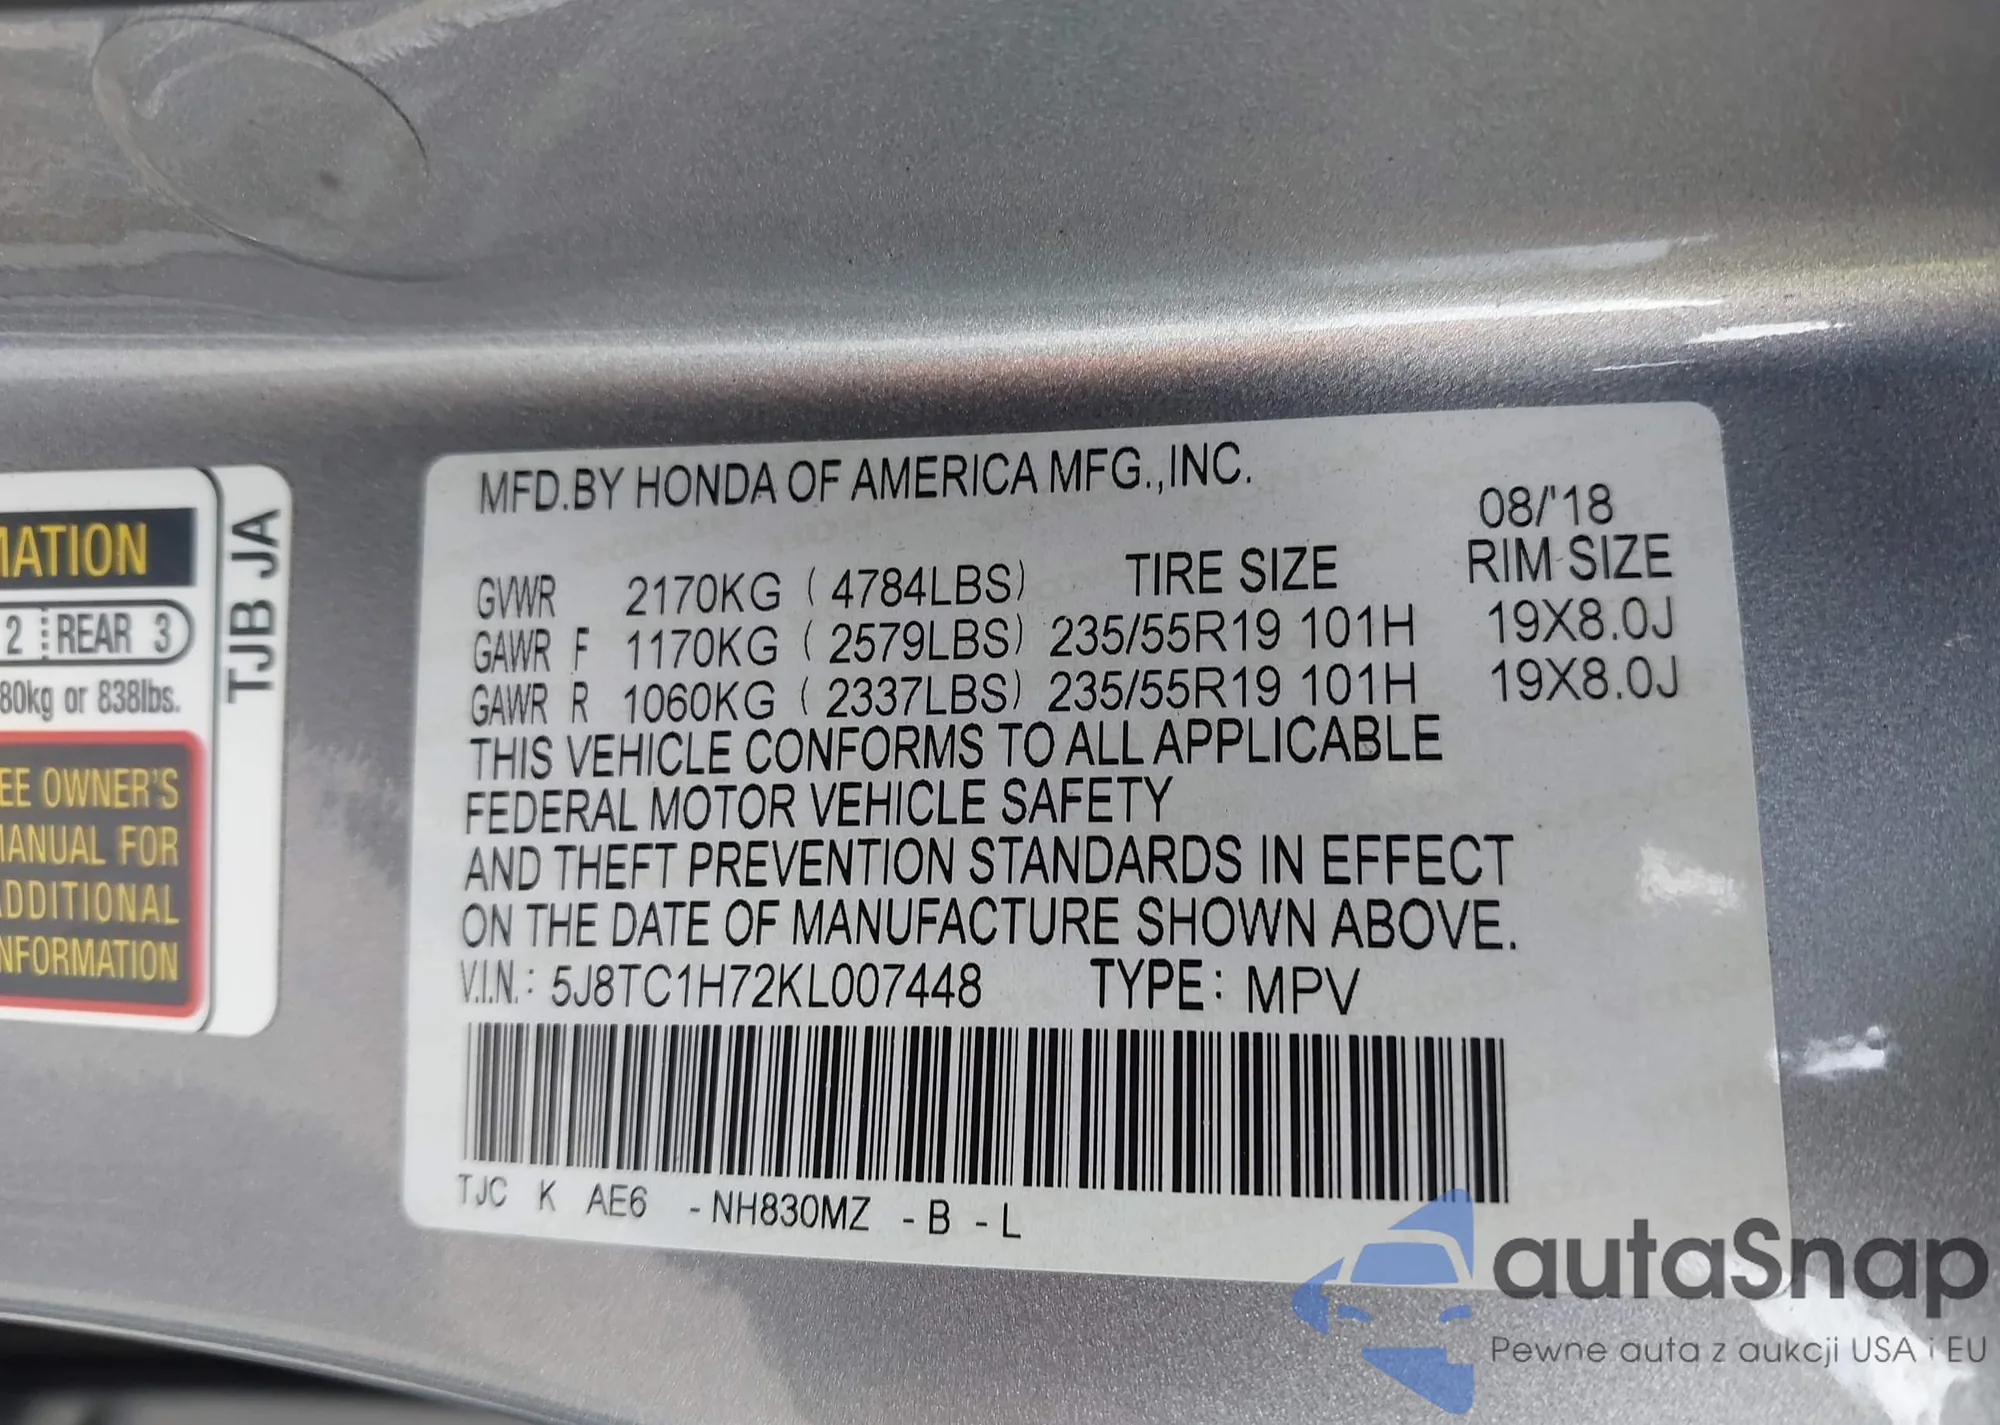 MATION
2 REAR 3
80kg or 838lbs.
EE OWNER'S
MANUAL FOR
ADDITIONAL
INFORMATION
TJB JA
MFD.BY HONDA OF AMERICA MFG.,INC.
08/'18
GVWR 2170KG ( 4784LBS) TIRE SIZE RIM SIZE
GAWR F 1170KG ( 2579LBS) 235/55R19 101H 19X8.0J
GAWR R 1060KG ( 2337LBS) 235/55R19 101H 19X8.0J
THIS VEHICLE CONFORMS TO ALL APPLICABLE
FEDERAL MOTOR VEHICLE SAFETY
AND THEFT PREVENTION STANDARDS IN EFFECT
ON THE DATE OF MANUFACTURE SHOWN ABOVE.
V.I.N.: 5J8TC1H72KL007448 TYPE: MPV
TJC K AE6 -NH830MZ -B -L
autaSnap
Pewne auta z aukcji USA i EU